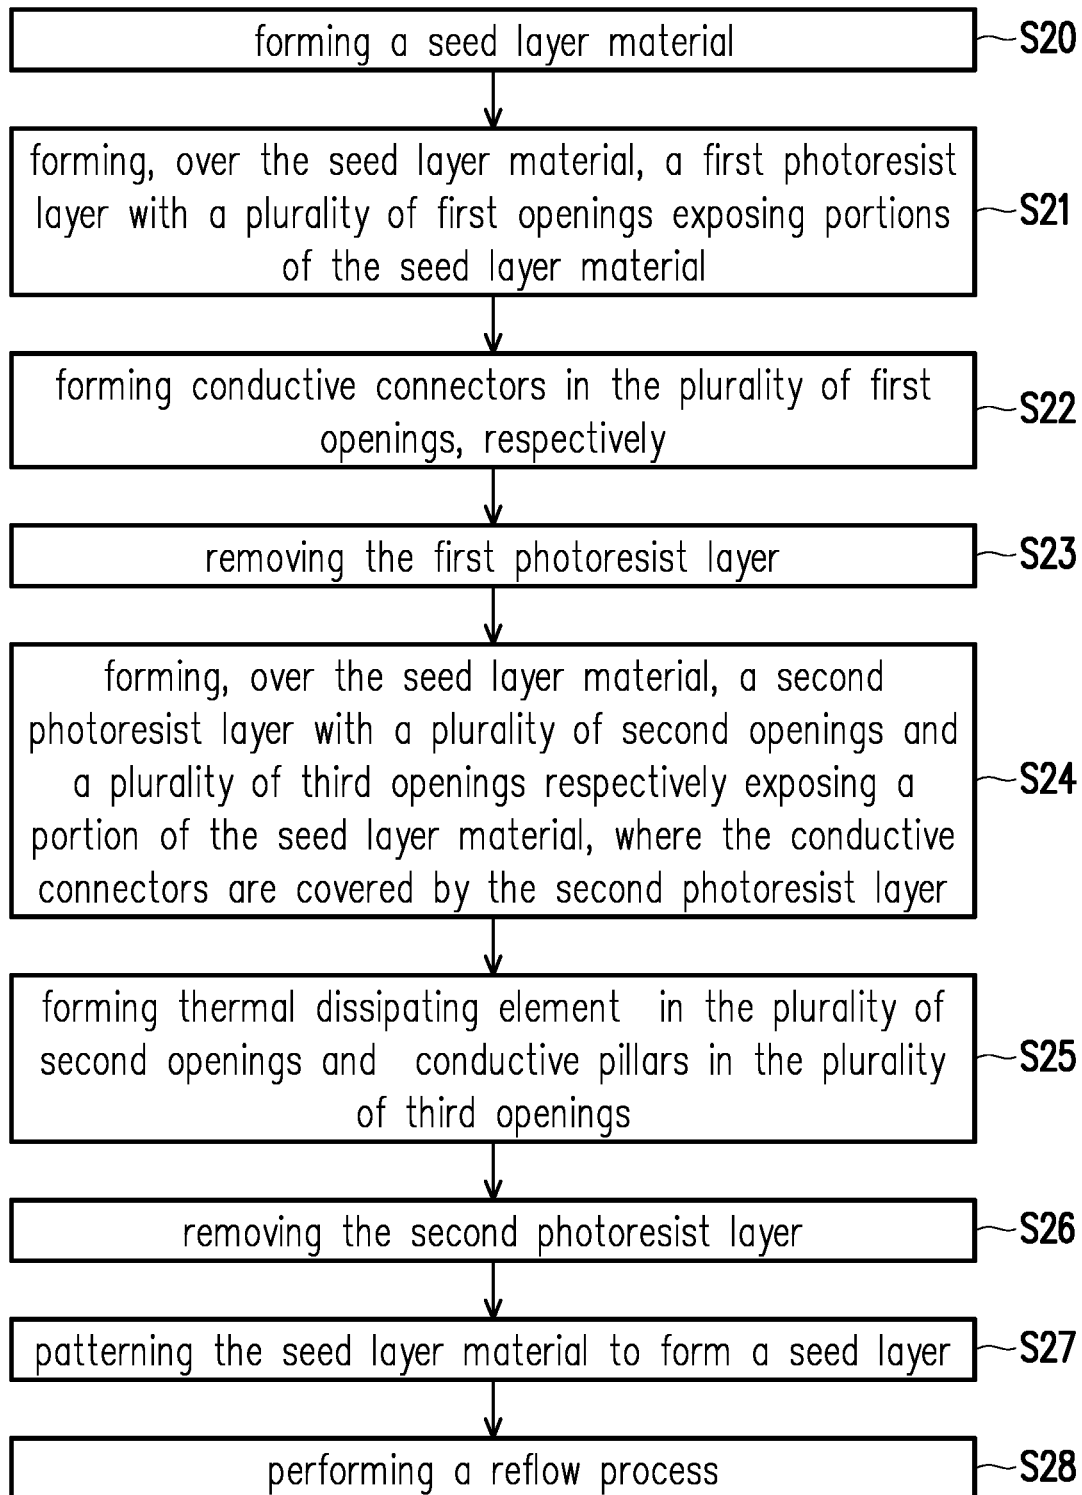 forming a seed layer material
S20
forming, over the seed layer material, a first photoresist
layer with a plurality of first openings exposing portions
of the seed layer material
S21
forming conductive connectors in the plurality of first
openings, respectively
S22
removing the first photoresist layer
S23
forming, over the seed layer material, a second
photoresist layer with a plurality of second openings and
a plurality of third openings respectively exposing a
portion of the seed layer material, where the conductive
connectors are covered by the second photoresist layer
S24
forming thermal dissipating element in the plurality of
second openings and conductive pillars in the plurality
of third openings
S25
removing the second photoresist layer
S26
patterning the seed layer material to form a seed layer
S27
performing a reflow process
S28